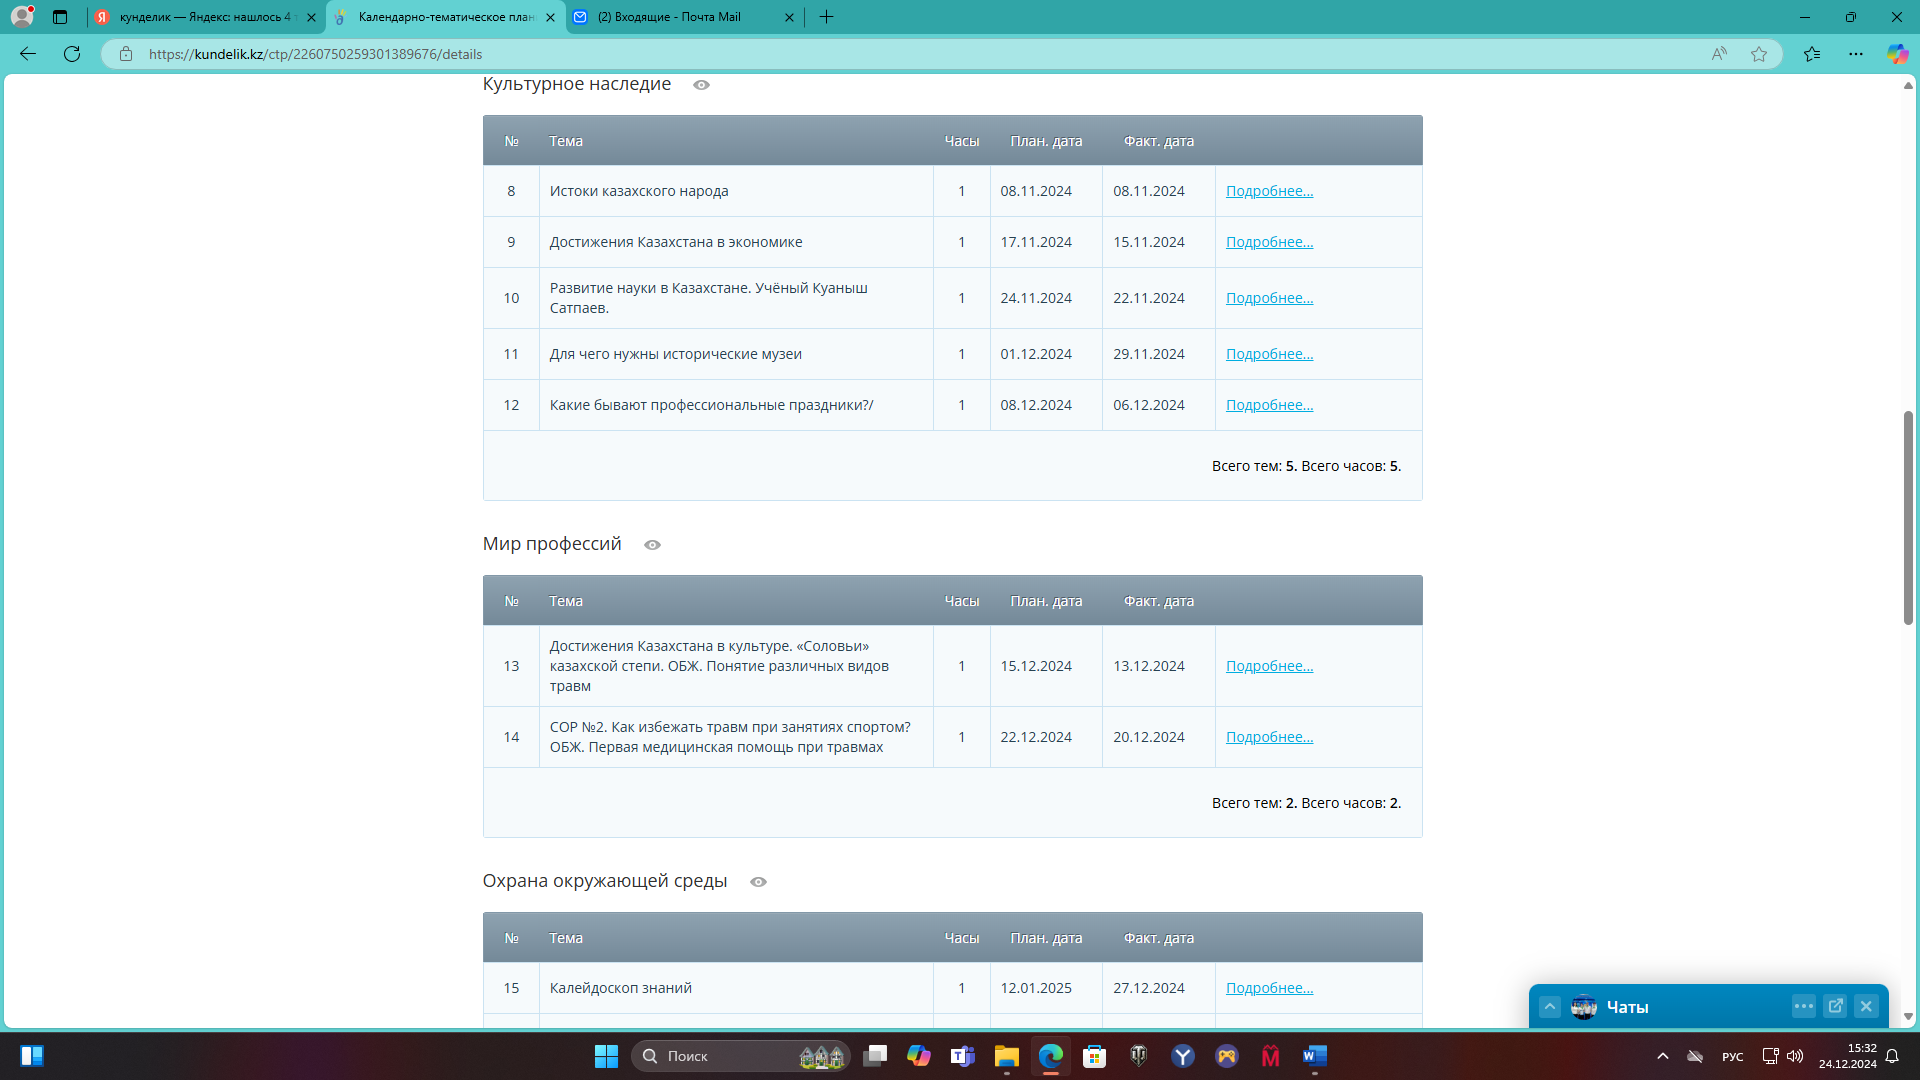 кунделик — Яндекс: нашлось 4 т
Календарно-тематическое план
(2) Входящие - Почта Mail
https://kundelik.kz/ctp/2260750259301389676/details
Культурное наследие
№ Тема Часы План. дата Факт. дата
8 Истоки казахского народа 1 08.11.2024 08.11.2024 Подробнее...
9 Достижения Казахстана в экономике 1 17.11.2024 15.11.2024 Подробнее...
10 Развитие науки в Казахстане. Учёный Куаныш
Сатпаев. 1 24.11.2024 22.11.2024 Подробнее...
11 Для чего нужны исторические музеи 1 01.12.2024 29.11.2024 Подробнее...
12 Какие бывают профессиональные праздники?/ 1 08.12.2024 06.12.2024 Подробнее...
Всего тем: 5. Всего часов: 5.
Мир профессий
№ Тема Часы План. дата Факт. дата
Достижения Казахстана в культуре. «Соловьи»
13 казахской степи. ОБЖ. Понятие различных видов 1 15.12.2024 13.12.2024 Подробнее...
травм
14 СОР №2. Как избежать травм при занятиях спортом?
ОБЖ. Первая медицинская помощь при травмах 1 22.12.2024 20.12.2024 Подробнее...
Всего тем: 2. Всего часов: 2.
Охрана окружающей среды
№ Тема Часы План. дата Факт. дата
15 Калейдоскоп знаний 1 12.01.2025 27.12.2024 Подробнее...
Чаты
Поиск
РУС
15:32
24.12.2024